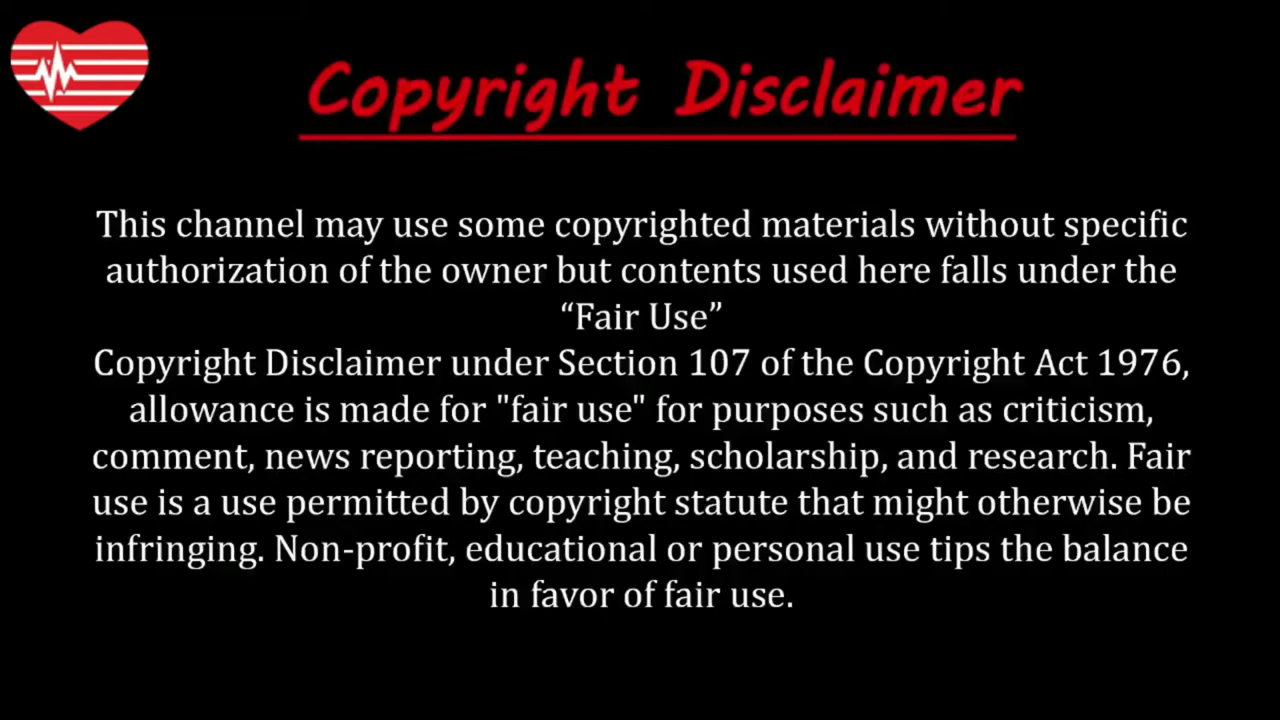 Copyright Disclaimer
This channel may use some copyrighted materials without specific
authorization of the owner but contents used here falls under the
“Fair Use”
Copyright Disclaimer under Section 107 of the Copyright Act 1976,
allowance is made for "fair use" for purposes such as criticism,
comment, news reporting, teaching, scholarship, and research. Fair
use is a use permitted by copyright statute that might otherwise be
infringing. Non-profit, educational or personal use tips the balance
in favor of fair use.